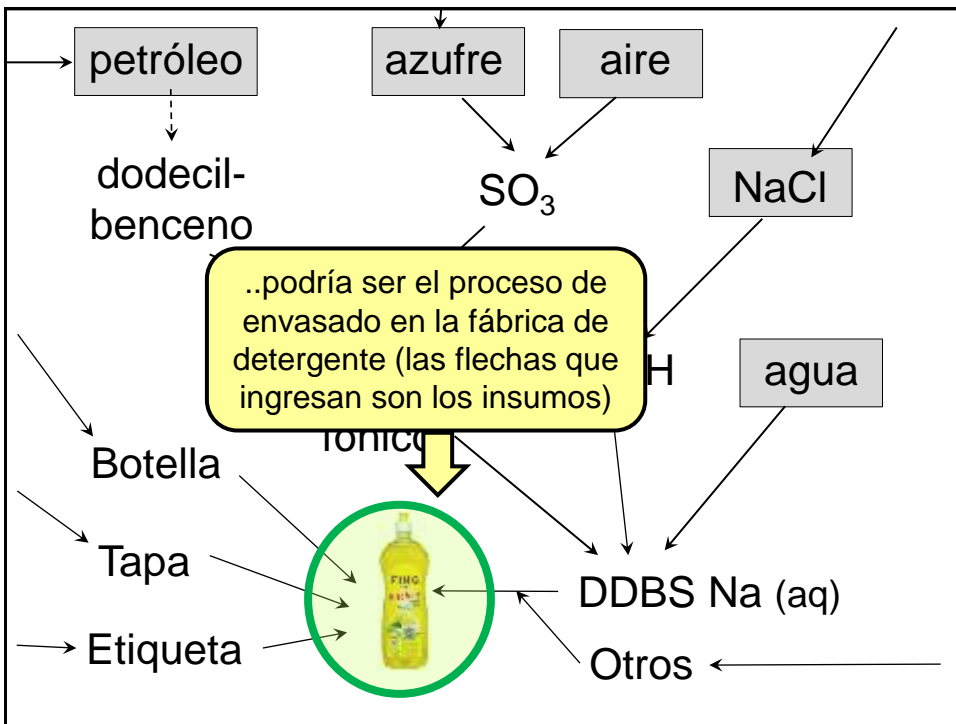 petróleo
azufre
aire
dodecil-
benceno
SO₃
NaCl
..podría ser el proceso de
envasado en la fábrica de
detergente (las flechas que
ingresan son los insumos)
H
agua
Botella
Tapa
FING
DDBS Na (aq)
Etiqueta
Otros